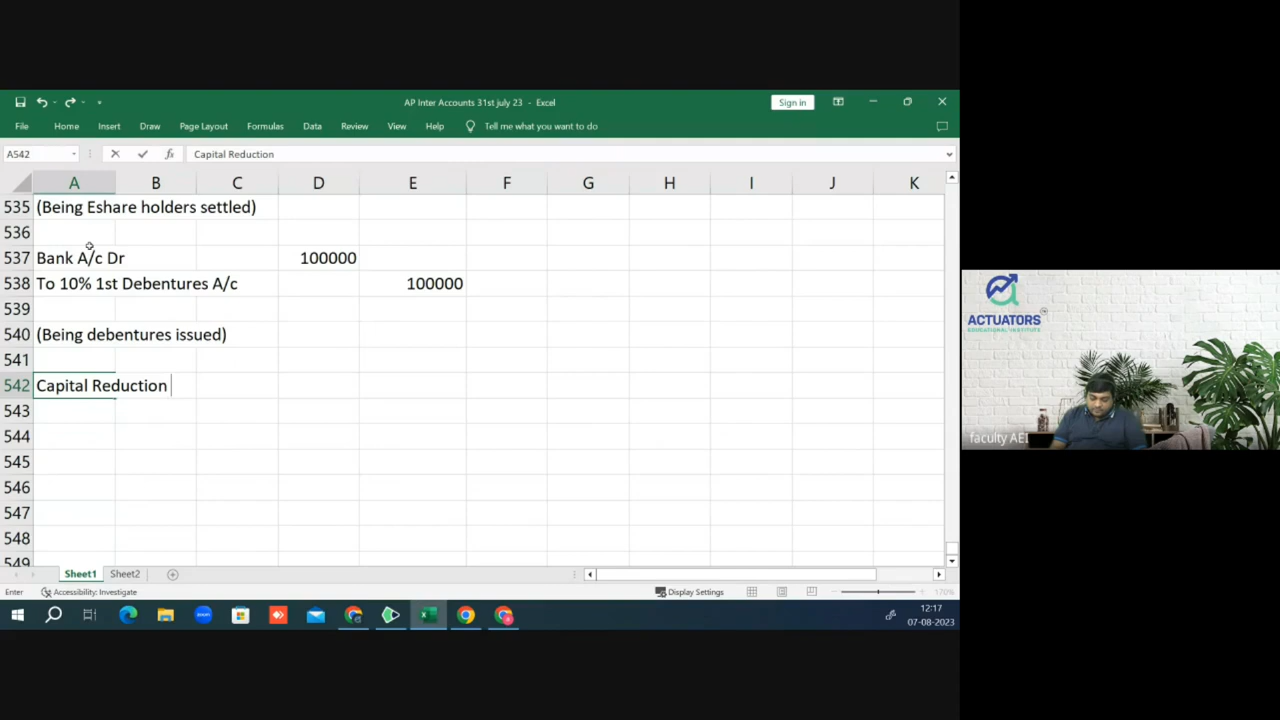 AP Inter Accounts 31st july 23 - Excel
Sign in
File Home Insert Draw Page Layout Formulas Data Review View Help Tell me what you want to do
A542 fx Capital Reduction
A B C D E F G H I J K
535 (Being Eshare holders settled)
536
537 Bank A/c Dr 100000
538 To 10% 1st Debentures A/c 100000
539
540 (Being debentures issued)
541
542 Capital Reduction
543
544
545
546
547
548
549
Sheet1 Sheet2
Enter Accessibility: Investigate Display Settings 170%
12:17
07-08-2023
ACTUATORS
EDUCATIONAL INSTITUTE
faculty AEI
zoom